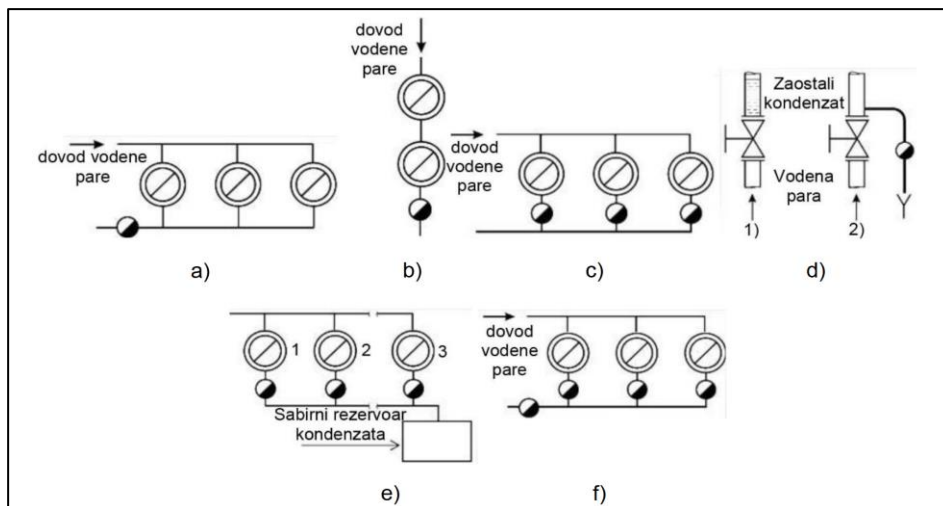 dovod vodene
pare
a)
dovod
vodene
pare
b)
dovod
vodene
pare
c)
Zaostali
kondenzat
Vodena
para
1)
2)
d)
1
2
3
Sabirni rezervoar
kondenzata
e)
dovod
vodene
pare
f)